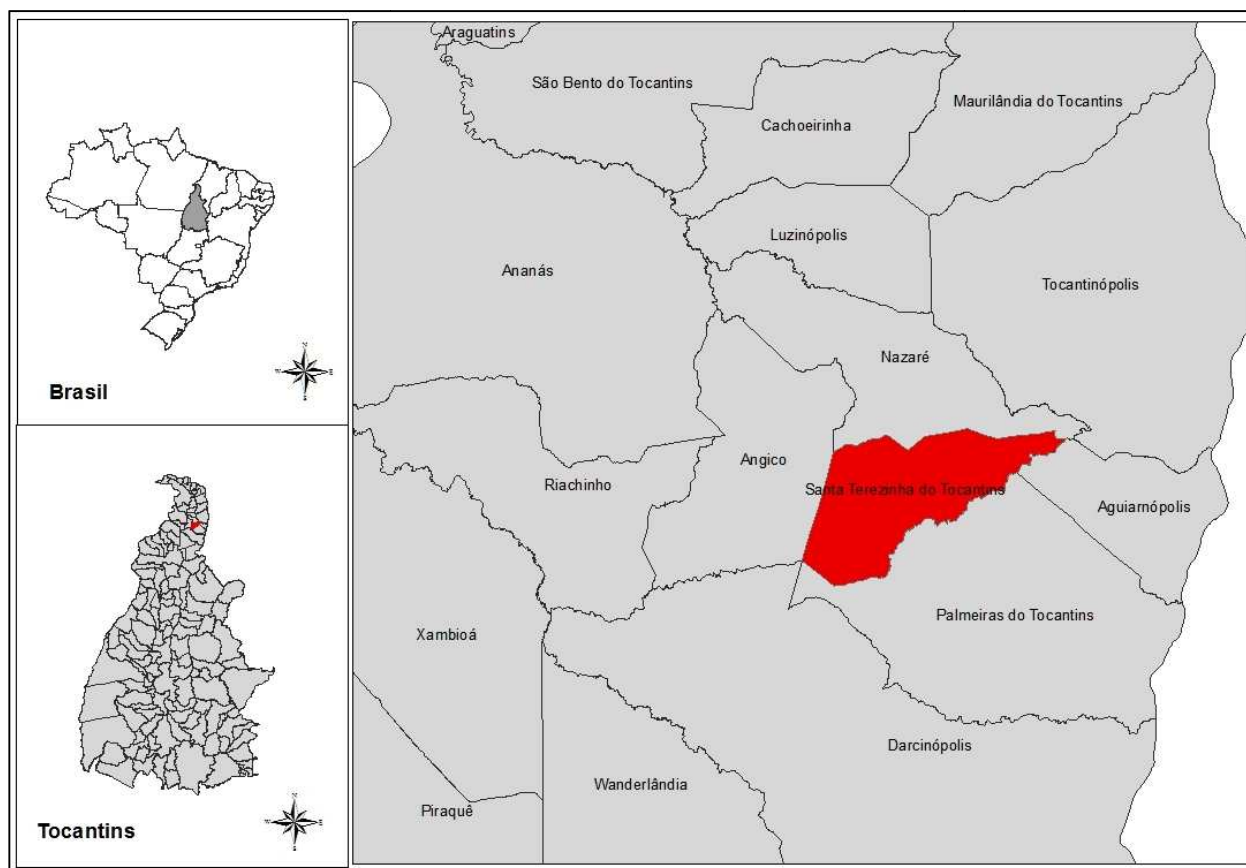 Brasil
Tocantins
Araguatins
São Bento do Tocantins
Maurilândia do Tocantins
Cachoeirinha
Luzinópolis
Ananás
Tocantinópolis
Nazaré
Angico
Riachinho
Santa Terezinha do Tocantins
Aguiarnópolis
Palmeiras do Tocantins
Xambioá
Darcinópolis
Wanderlândia
Piraquê